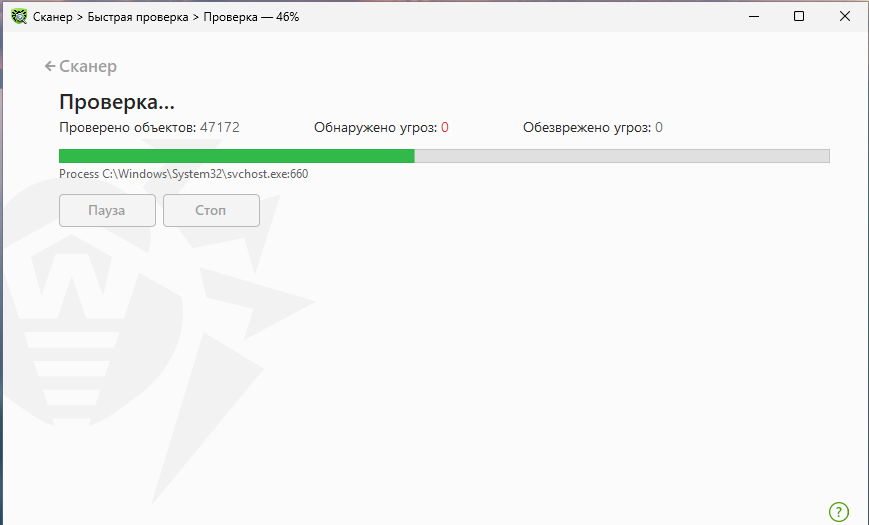 Сканер > Быстрая проверка > Проверка — 46%
Сканер
Проверка...
Проверено объектов: 47172 Обнаружено угроз: 0 Обезврежено угроз: 0
Process C:\Windows\System32\svchost.exe:660
Пауза Стоп
?